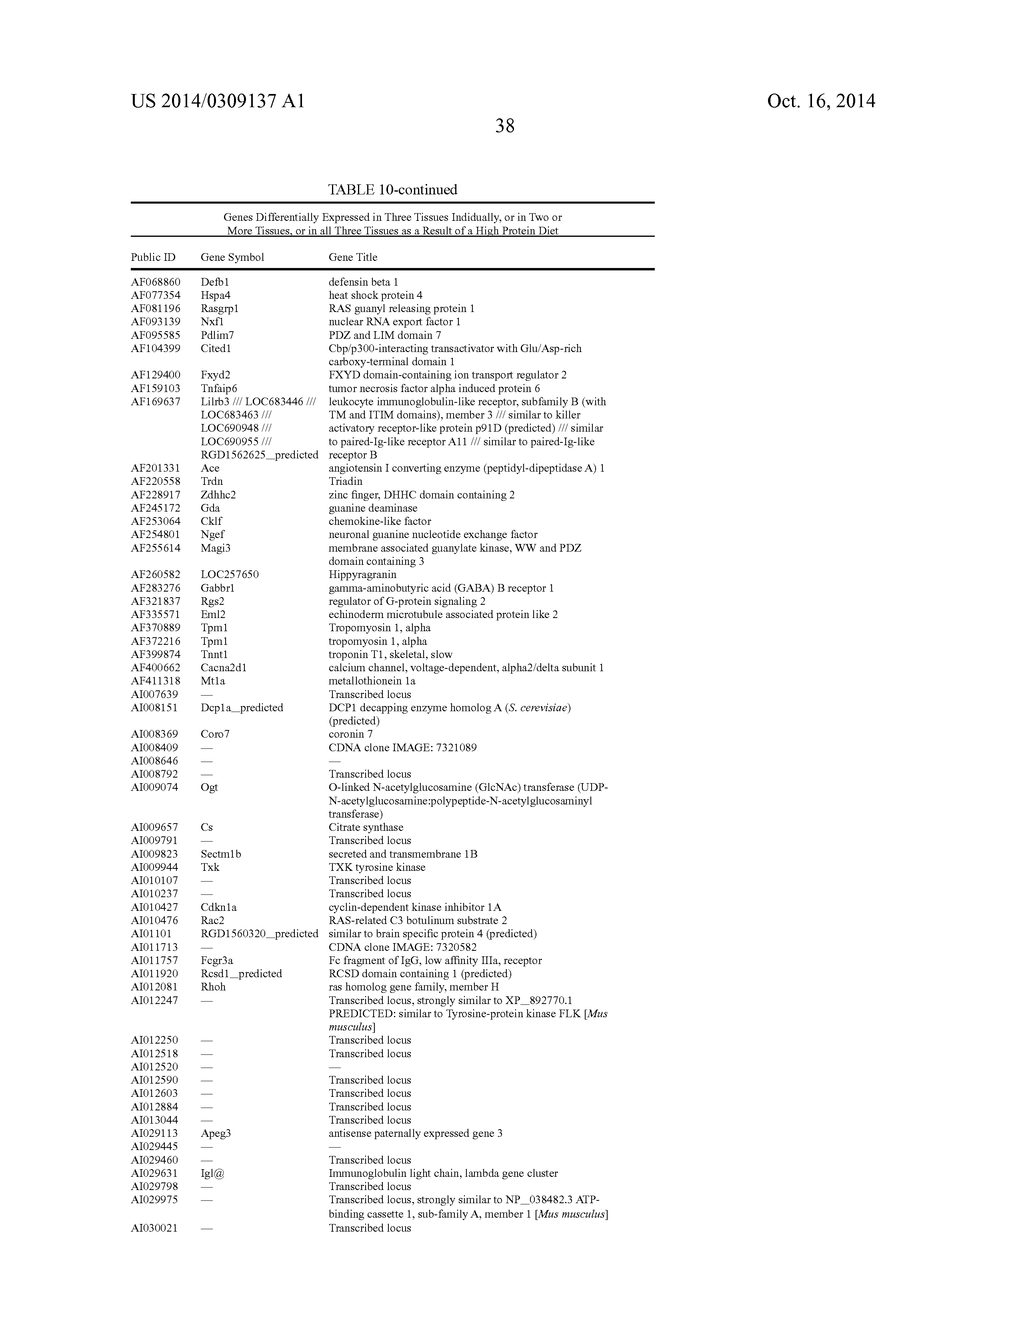 US 2014/0309137 A1 Oct. 16, 2014
38
TABLE 10-continued
Genes Differentially Expressed in Three Tissues Indidually, or in Two or
More Tissues, or in all Three Tissues as a Result of a High Protein Diet
Public ID Gene Symbol Gene Title
AF068860 Defb1 defensin beta 1
AF077354 Hspa4 heat shock protein 4
AF081196 Rasgrp1 RAS guanyl releasing protein 1
AF093139 Nxf1 nuclear RNA export factor 1
AF095585 Pdlim7 PDZ and LIM domain 7
AF104399 Cited1 Cbp/p300-interacting transactivator with Glu/Asp-rich
carboxy-terminal domain 1
AF129400 Fxyd2 FXYD domain-containing ion transport regulator 2
AF159103 Tnfaip6 tumor necrosis factor alpha induced protein 6
AF169637 Lilrb3 /// LOC683446 /// leukocyte immunoglobulin-like receptor, subfamily B (with
LOC683463 /// TM and ITIM domains), member 3 /// similar to killer
LOC690948 /// activatory receptor-like protein p91D (predicted) /// similar
LOC690955 /// to paired-Ig-like receptor A11 /// similar to paired-Ig-like
RGD1562625_predicted receptor B
AF201331 Ace angiotensin I converting enzyme (peptidyl-dipeptidase A) 1
AF220558 Trdn Triadin
AF228917 Zdhhc2 zinc finger, DHHC domain containing 2
AF245172 Gda guanine deaminase
AF253064 Cklf chemokine-like factor
AF254801 Ngef neuronal guanine nucleotide exchange factor
AF255614 Magi3 membrane associated guanylate kinase, WW and PDZ
domain containing 3
AF260582 LOC257650 Hippyragranin
AF283276 Gabbr1 gamma-aminobutyric acid (GABA) B receptor 1
AF321837 Rgs2 regulator of G-protein signaling 2
AF335571 Eml2 echinoderm microtubule associated protein like 2
AF370889 Tpm1 Tropomyosin 1, alpha
AF372216 Tpm1 tropomyosin 1, alpha
AF399874 Tnnt1 troponin T1, skeletal, slow
AF400662 Cacna2d1 calcium channel, voltage-dependent, alpha2/delta subunit 1
AF411318 Mt1a metallothionein 1a
AI007639 — Transcribed locus
AI008151 Dcp1a_predicted DCP1 decapping enzyme homolog A (S. cerevisiae)
(predicted)
AI008369 Coro7 coronin 7
AI008409 — CDNA clone IMAGE: 7321089
AI008646 — —
AI008792 — Transcribed locus
AI009074 Ogt O-linked N-acetylglucosamine (GlcNAc) transferase (UDP-
N-acetylglucosamine:polypeptide-N-acetylglucosaminyl
transferase)
AI009657 Cs Citrate synthase
AI009791 — Transcribed locus
AI009823 Sectm1b secreted and transmembrane 1B
AI009944 Txk TXK tyrosine kinase
AI010107 — Transcribed locus
AI010237 — Transcribed locus
AI010427 Cdkn1a cyclin-dependent kinase inhibitor 1A
AI010476 Rac2 RAS-related C3 botulinum substrate 2
AI01101 RGD1560320_predicted similar to brain specific protein 4 (predicted)
AI011713 — CDNA clone IMAGE: 7320582
AI011757 Fcgr3a Fc fragment of IgG, low affinity IIIa, receptor
AI011920 Rcsd1_predicted RCSD domain containing 1 (predicted)
AI012081 Rhoh ras homolog gene family, member H
AI012247 — Transcribed locus, strongly similar to XP_892770.1
PREDICTED: similar to Tyrosine-protein kinase FLK [Mus
musculus]
AI012250 — Transcribed locus
AI012518 — Transcribed locus
AI012520 — —
AI012590 — Transcribed locus
AI012603 — Transcribed locus
AI012884 — Transcribed locus
AI013044 — Transcribed locus
AI029113 Apeg3 antisense paternally expressed gene 3
AI029445 — —
AI029460 — Transcribed locus
AI029631 Igl@ Immunoglobulin light chain, lambda gene cluster
AI029798 — Transcribed locus
AI029975 — Transcribed locus, strongly similar to NP_038482.3 ATP-
binding cassette 1, sub-family A, member 1 [Mus musculus]
AI030021 — Transcribed locus